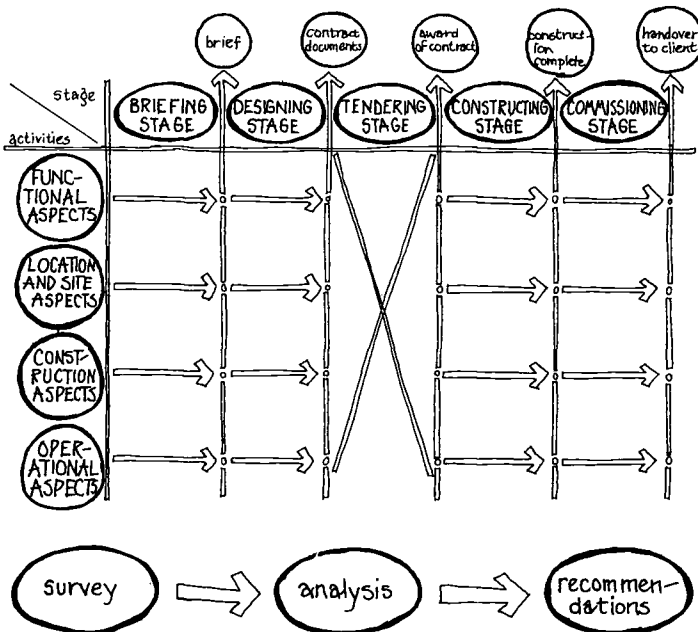 brief
contract
documents
award
of contract
construct-
ion
complete
handover
to client
stage
activities
BRIEFING
STAGE
DESIGNING
STAGE
TENDERING
STAGE
CONSTRUCTING
STAGE
COMMISSIONING
STAGE
FUNC-
TIONAL
ASPECTS
LOCATION
AND SITE
ASPECTS
CONST-
RUCTION
ASPECTS
OPER-
ATIONAL
ASPECTS
survey
analysis
recommen-
dations